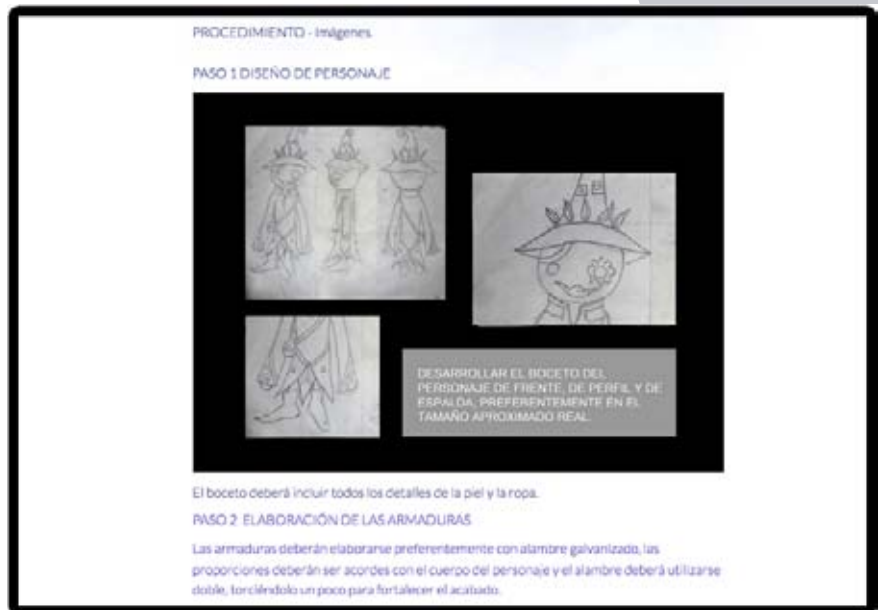 PROCEDIMIENTO - Imágenes
PASO 1 DISEÑO DE PERSONAJE
DESARROLLAR EL BOCETO DEL
PERSONAJE DE FRENTE, DE PERFIL Y DE
ESPALDA, PREFERENTEMENTE EN EL
TAMAÑO APROXIMADO REAL.
El boceto deberá incluir todos los detalles de la piel y la ropa.
PASO 2 ELABORACIÓN DE LAS ARMADURAS
Las armaduras deberán elaborarse preferentemente con alambre galvanizado, las
proporciones deberán ser acordes con el cuerpo del personaje y el alambre deberá utilizarse
doble, torciéndolo un poco para fortalecer el acabado.